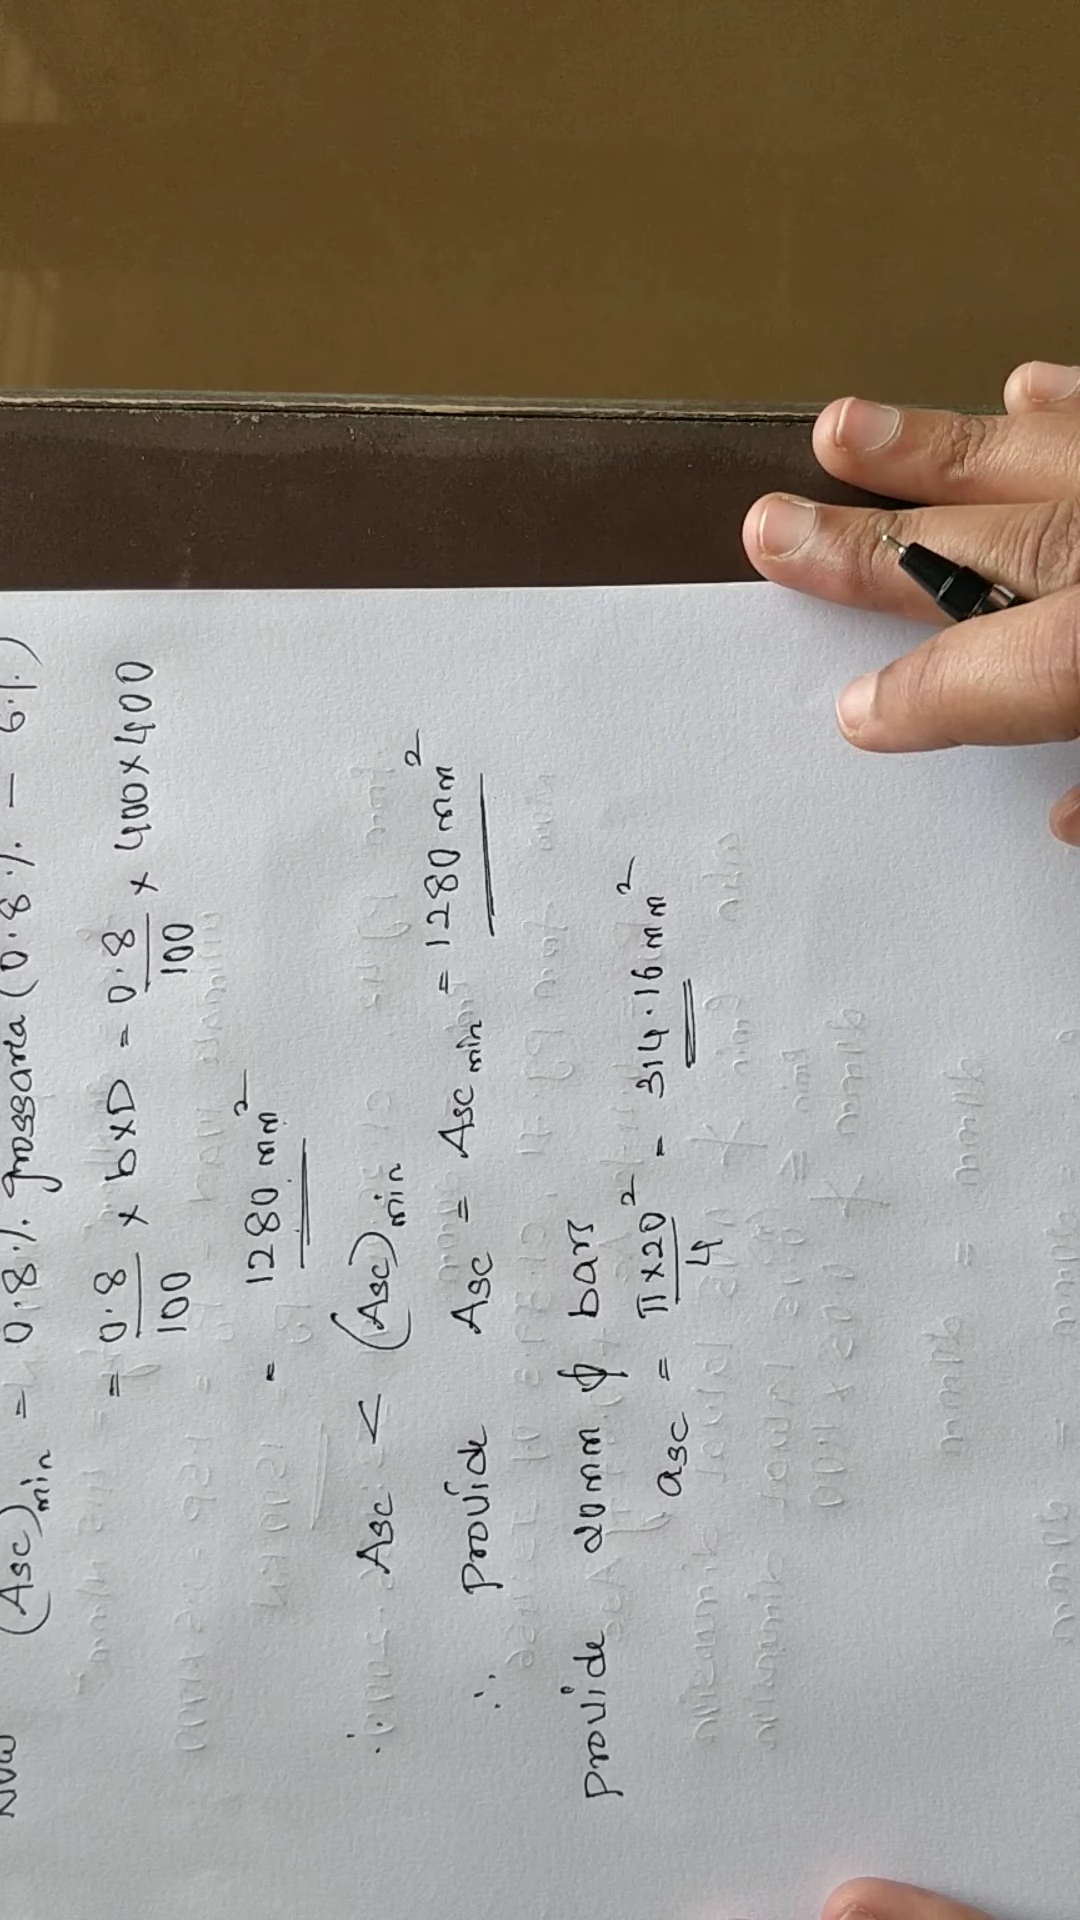 Now (Asc)min = 0.8% grossarea (0.8% - 6%)
= 0.8/100 x b x D = 0.8/100 x 400 x 400
= 1280 mm²
∴ Asc < (Asc)min
∴ provide Asc = Asc min = 1280 mm²
provide 20mm ϕ bars
asc = π x 20²/4 = 314.16 mm²